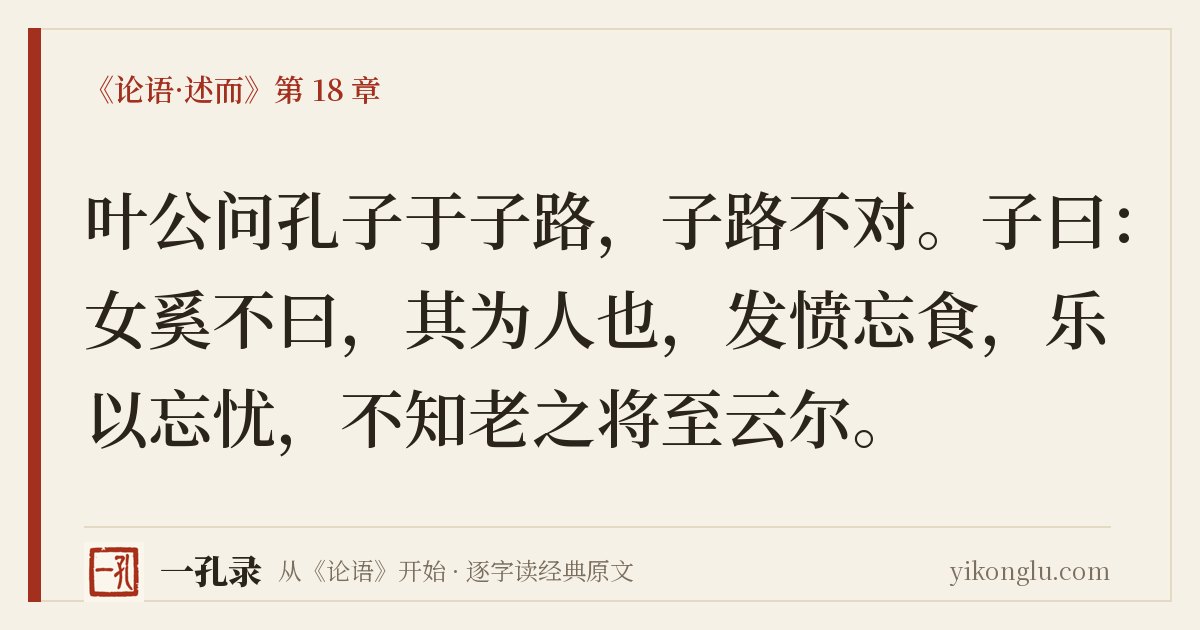 《论语·述而》第 18 章
叶公问孔子于子路，子路不对。子曰：
女奚不曰，其为人也，发愤忘食，乐
以忘忧，不知老之将至云尔。
一孔
一孔录 从《论语》开始 · 逐字读经典原文 yikonglu.com